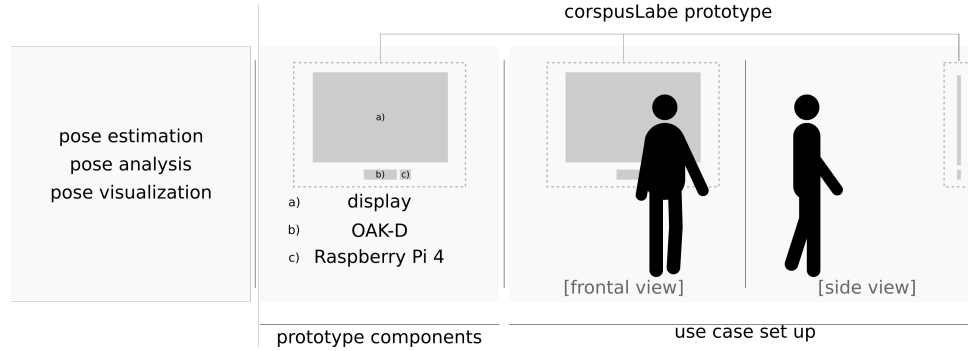 corspusLabe prototype
pose estimation
pose analysis
pose visualization
a)
b) c)
a) display
b) OAK-D
c) Raspberry Pi 4
[frontal view]
[side view]
prototype components
use case set up